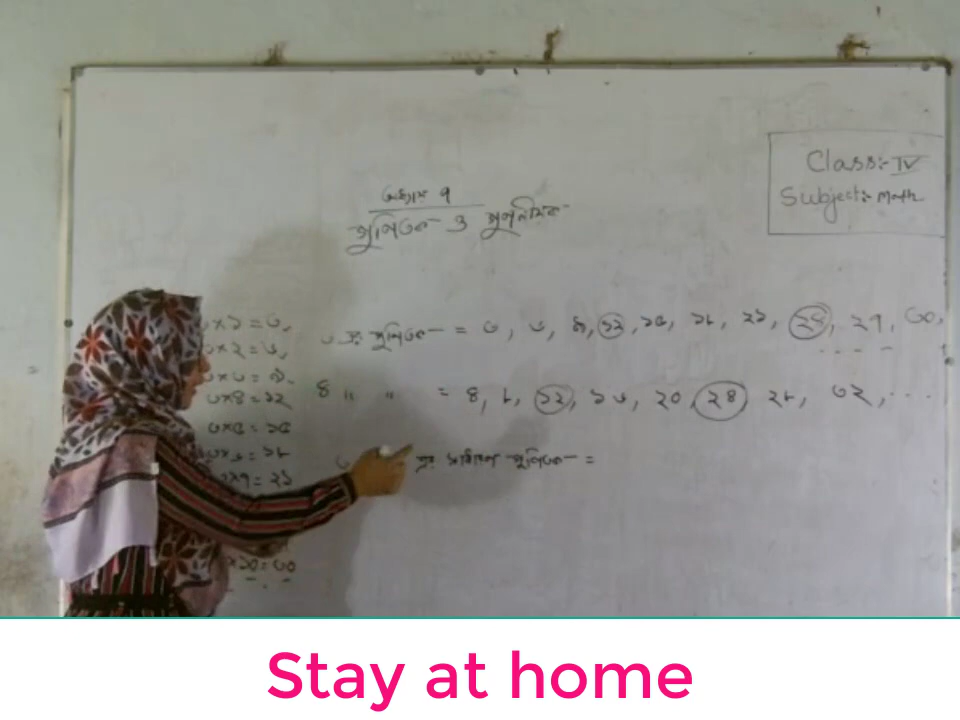 অধ্যায় ৭
গুণিতক ও গুণনীয়ক
Class:- IV
Subject:- Math
৩×১ = ৩,
৩×২ = ৬,
৩×৩ = ৯
৩×৪ = ১২
৩×৫ = ১৫
৩×৬ = ১৮
৩×৭ = ২১
×১০ = ৩০
৩ এর গুণিতক = ৩, ৬, ৯, ১২, ১৫, ১৮, ২১, ২৪, ২৭, ৩০,
....
৪ " " = ৪, ৮, ১২, ১৬, ২০, ২৪ ২৮, ৩২, ...
৩ এর সাধারণ গুণিতক =
Stay at home